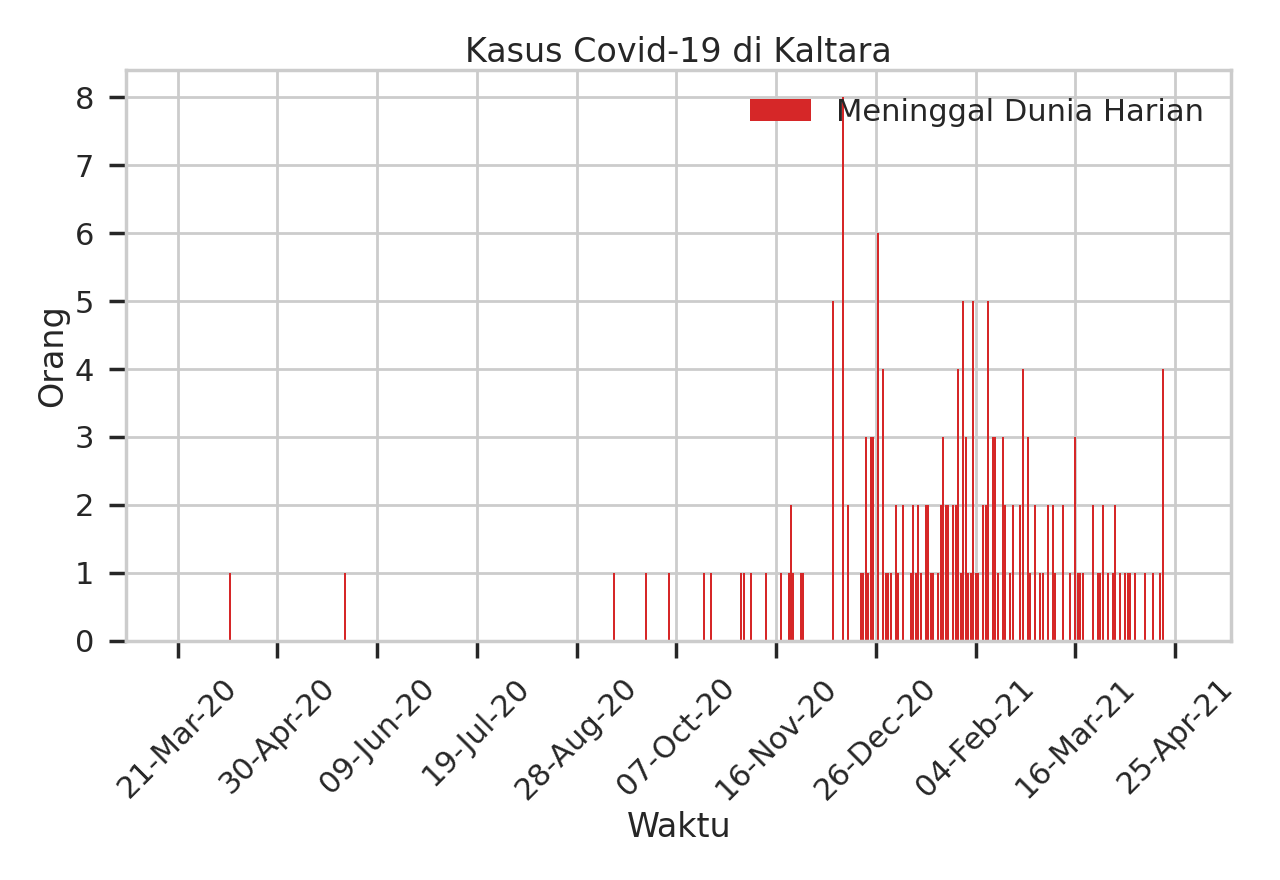 Kasus Covid-19 di Kaltara
Meninggal Dunia Harian
8
7
6
5
4
3
2
1
0
Orang
21-Mar-20
30-Apr-20
09-Jun-20
19-Jul-20
28-Aug-20
07-Oct-20
16-Nov-20
26-Dec-20
04-Feb-21
16-Mar-21
25-Apr-21
Waktu